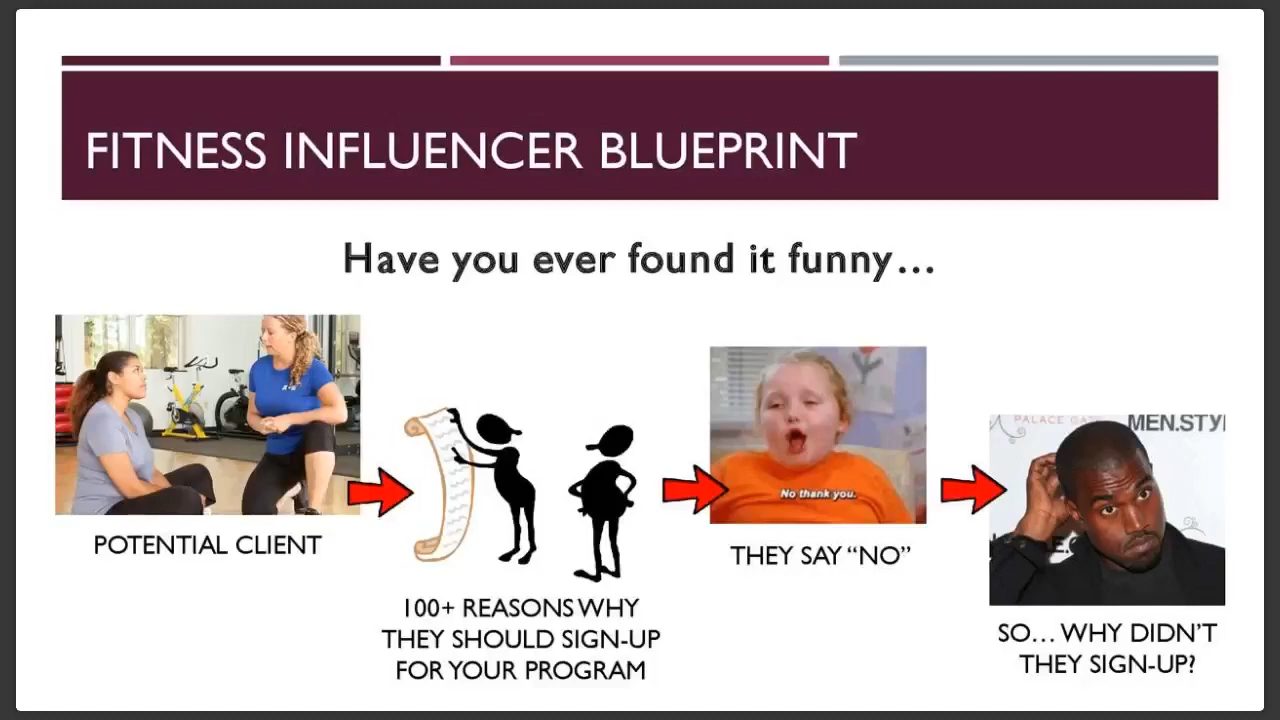 FITNESS INFLUENCER BLUEPRINT
Have you ever found it funny...
PALACE
MEN.STY
No thank you.
POTENTIAL CLIENT
THEY SAY “NO”
100+ REASONS WHY
THEY SHOULD SIGN-UP
FOR YOUR PROGRAM
SO... WHY DIDN’T
THEY SIGN-UP?